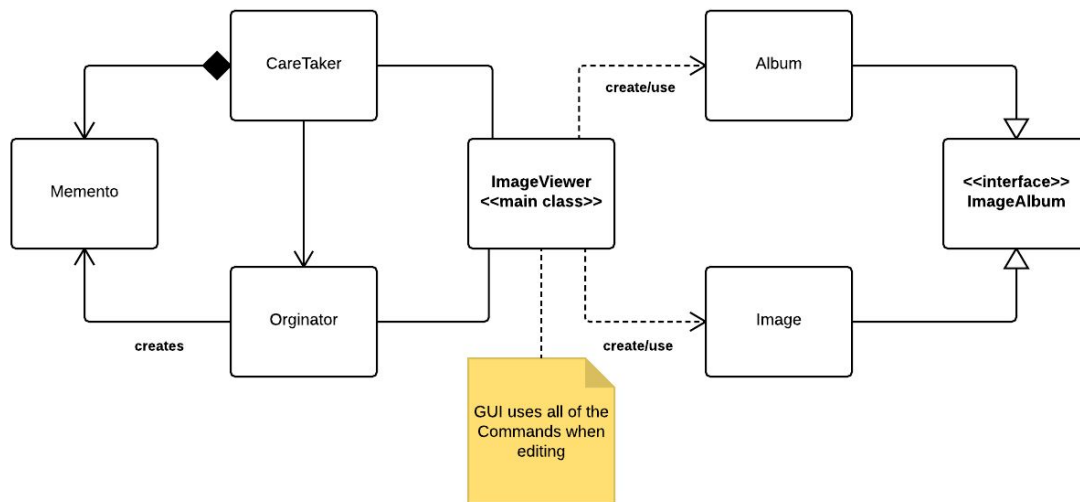 CareTaker
Album
create/use
Memento
ImageViewer
<<main class>>
<<interface>>
ImageAlbum
Orginator
Image
creates
create/use
GUI uses all of the
Commands when
editing